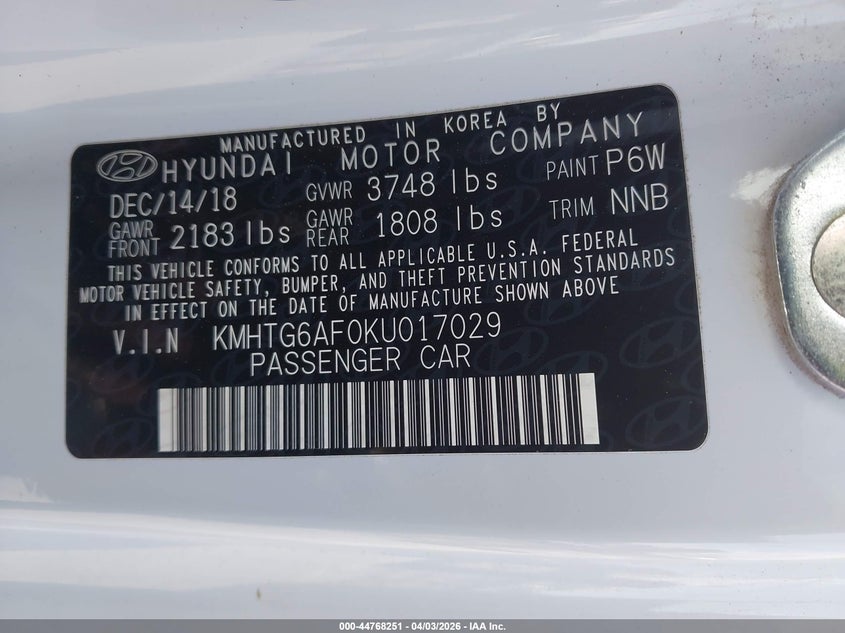 MANUFACTURED IN KOREA BY
HYUNDAI MOTOR COMPANY
DEC/14/18 GVWR 3748 lbs PAINT P6W
GAWR FRONT 2183 lbs GAWR REAR 1808 lbs TRIM NNB
THIS VEHICLE CONFORMS TO ALL APPLICABLE U.S.A. FEDERAL
MOTOR VEHICLE SAFETY, BUMPER, AND THEFT PREVENTION STANDARDS
IN EFFECT ON THE DATE OF MANUFACTURE SHOWN ABOVE
V.I.N KMHTG6AF0KU017029
PASSENGER CAR
000-44768251 | 04/03/2026 - IAA Inc.